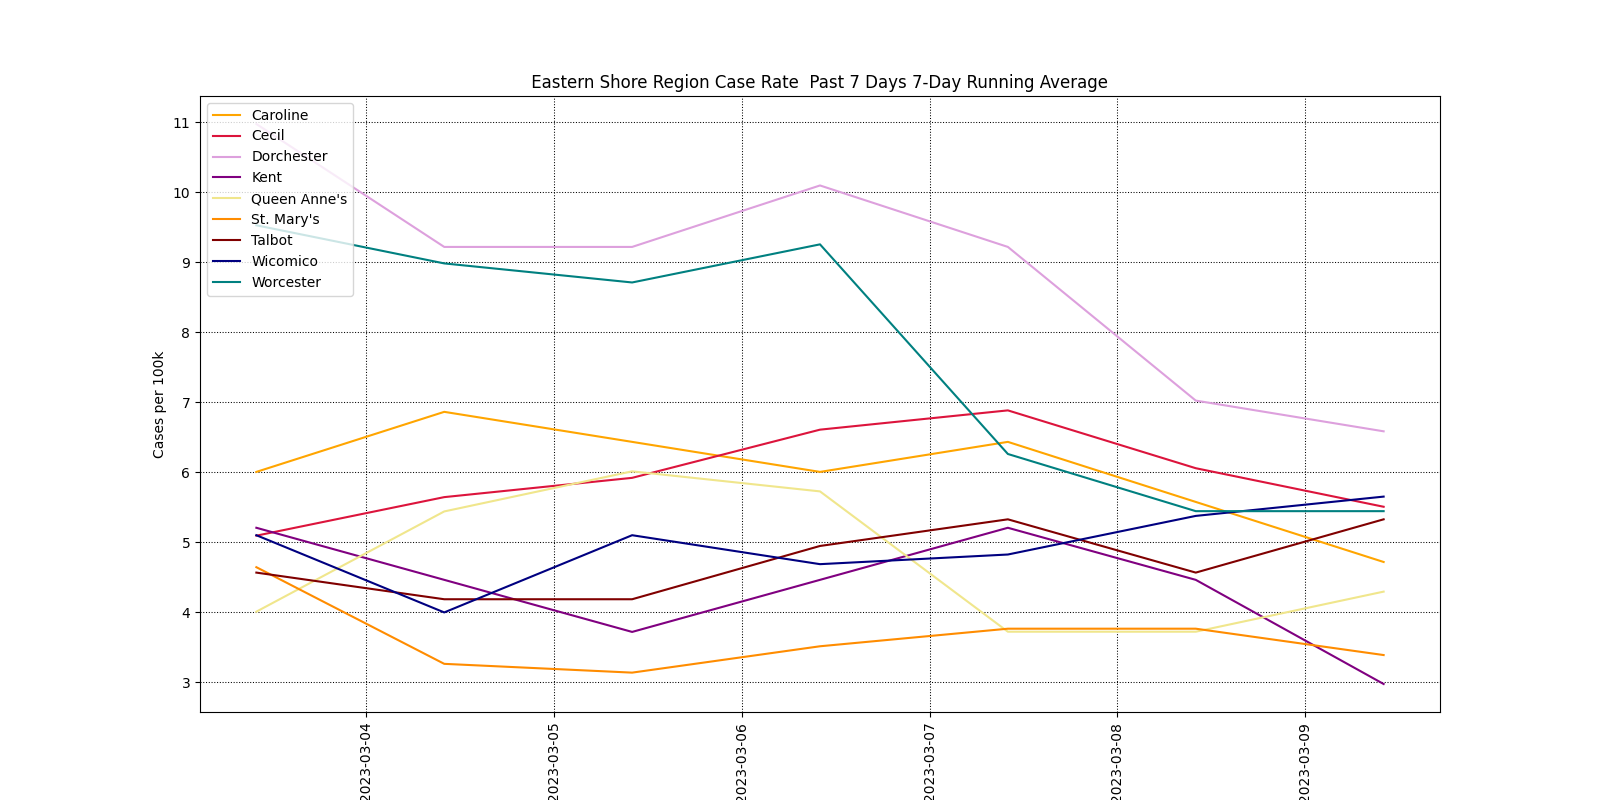 Eastern Shore Region Case Rate  Past 7 Days 7-Day Running Average
Caroline
Cecil
Dorchester
Kent
Queen Anne's
St. Mary's
Talbot
Wicomico
Worcester
Cases per 100k
11
10
9
8
7
6
5
4
3
2023-03-04
2023-03-05
2023-03-06
2023-03-07
2023-03-08
2023-03-09